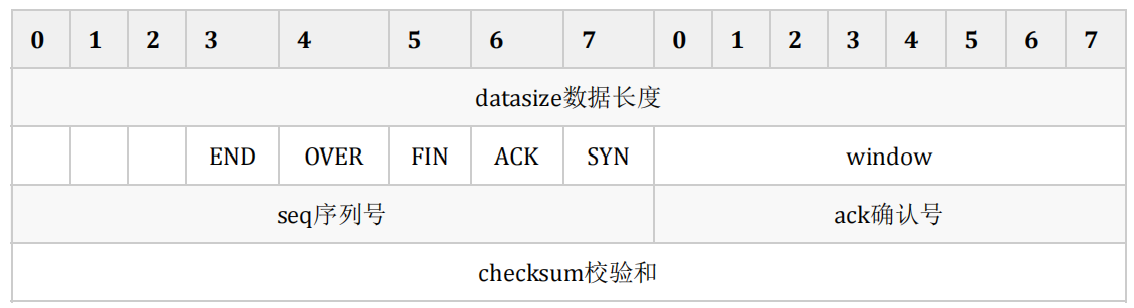 0 1 2 3 4 5 6 7 0 1 2 3 4 5 6 7
datasize数据长度
END OVER FIN ACK SYN window
seq序列号 ack确认号
checksum校验和